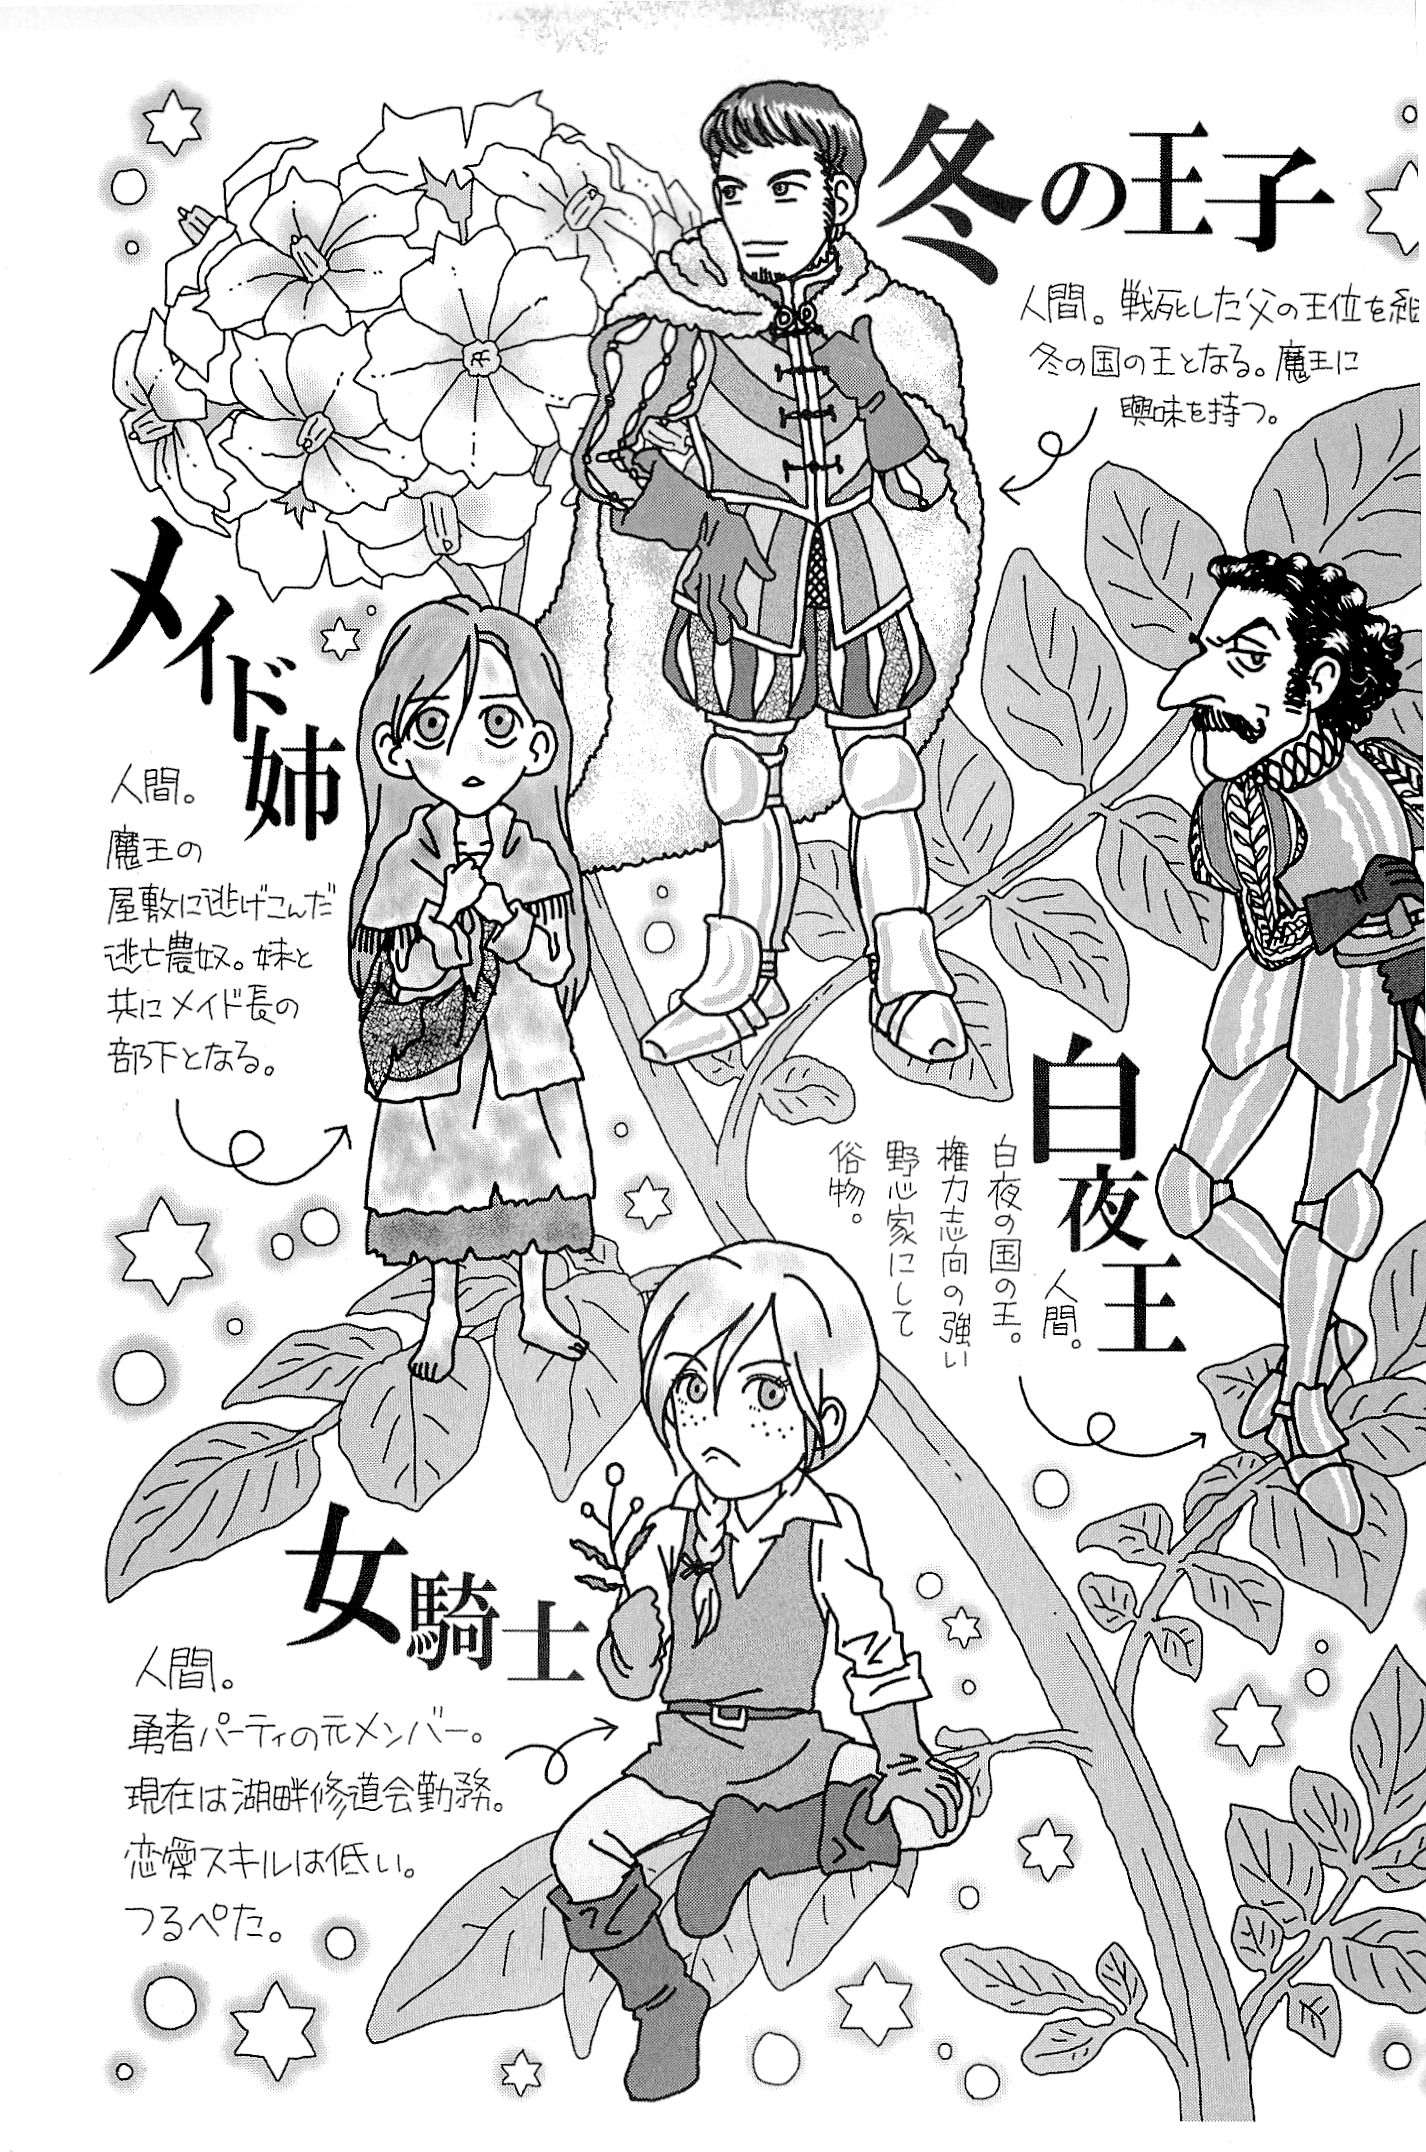 冬の王子
人間。戦死した父の王位を継
冬の国の王となる。魔王に
興味を持つ。
メイド姉
人間。
魔王の
屋敷に逃げこんだ
逃亡農奴。妹と
共にメイド長の
部下となる。
白夜王
人間。
白夜の国の王。
権力志向の強い
野心家にして
俗物。
女騎士
人間。
勇者パーティの元メンバー。
現在は湖畔修道会勤務。
恋愛スキルは低い。
つるぺた。